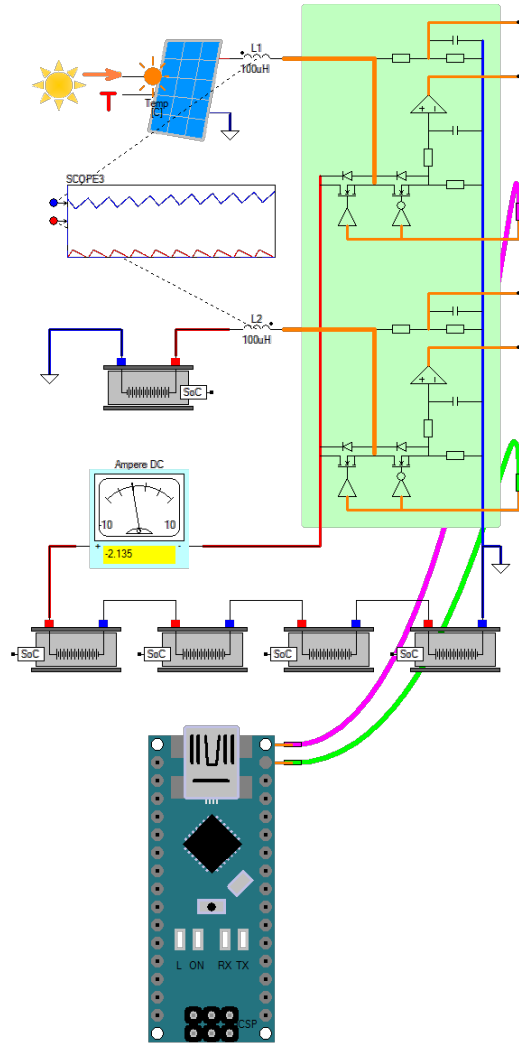 L1
100uH
T
Temp
[C]
SCOPE3
L2
100uH
SoC
Ampere DC
-10 10
+ -
-2.135
SoC SoC SoC SoC
L ON RX TX
CSP